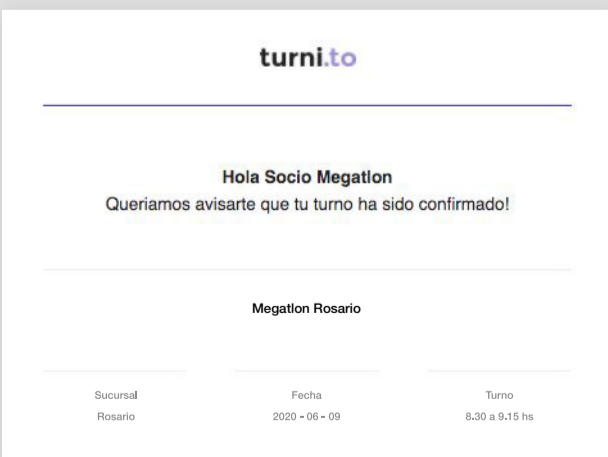 turni.to
Hola Socio Megatlon
Queriamos avisarte que tu turno ha sido confirmado!
Megatlon Rosario
Sucursal Fecha Turno
Rosario 2020 - 06 - 09 8.30 a 9.15 hs